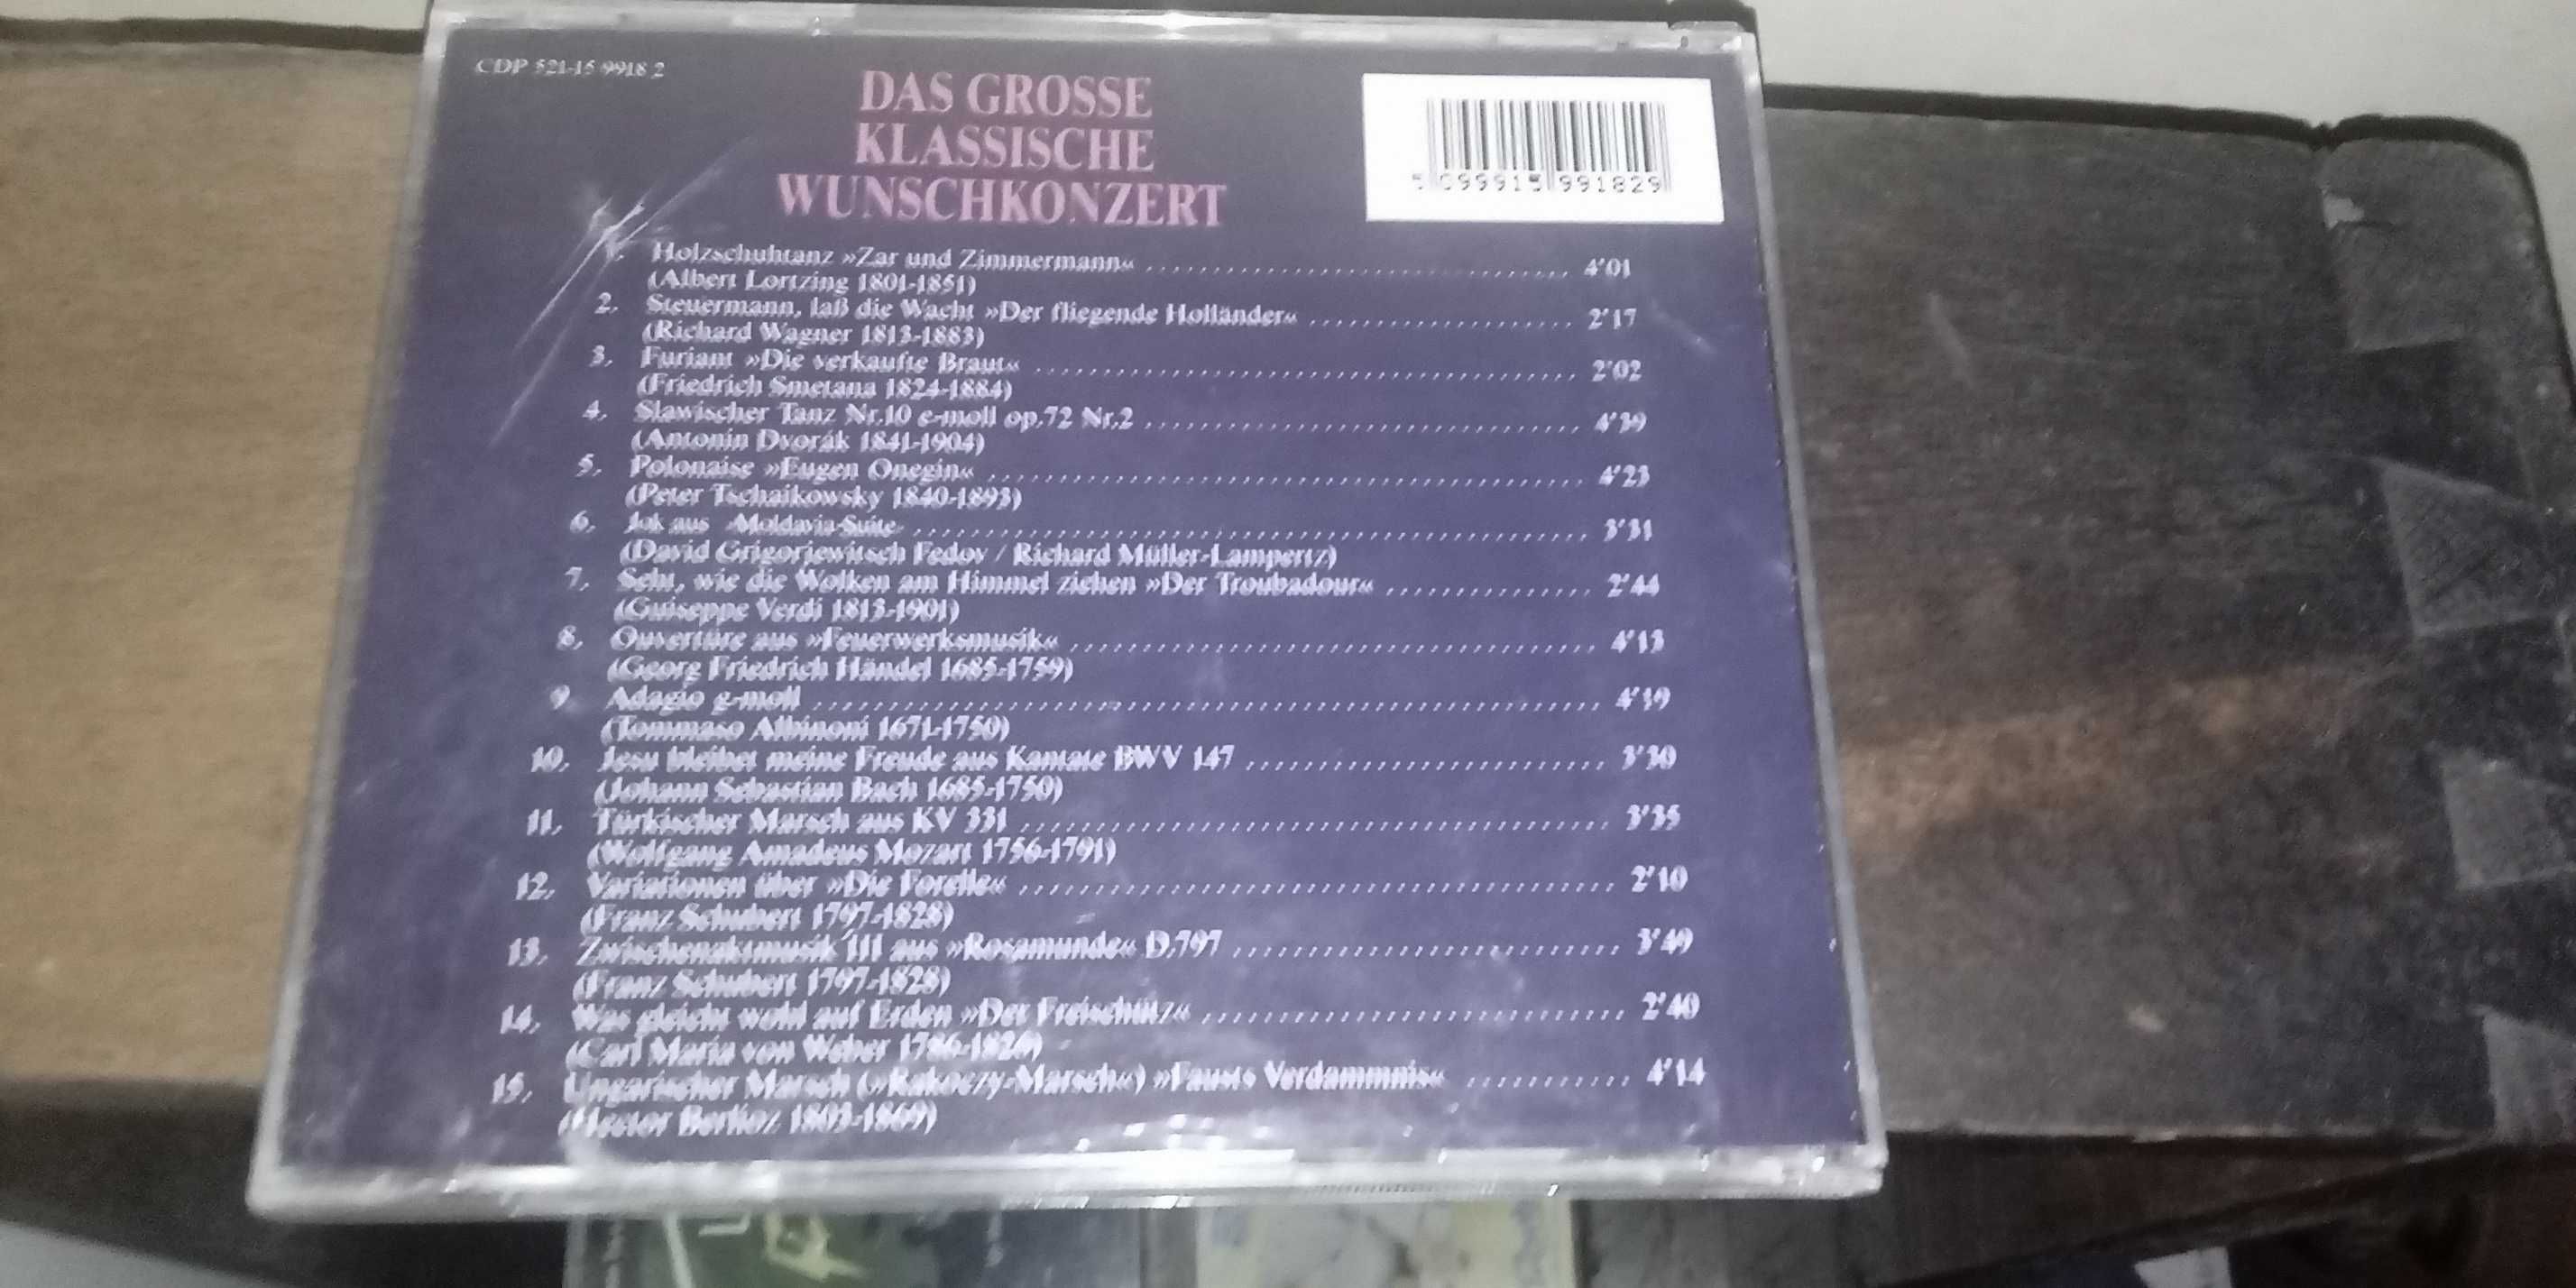 CDP 521-15 9918 2
DAS GROSSE
KLASSISCHE
WUNSCHKONZERT
5 099915 991829
1. Holzschuhtanz »Zar und Zimmermann« 4'01
(Albert Lortzing 1801-1851)
2. Steuermann, laß die Wacht »Der fliegende Holländer« 2'17
(Richard Wagner 1813-1883)
3. Furiant »Die verkaufte Braut« 2'02
(Friedrich Smetana 1824-1884)
4. Slawischer Tanz Nr.10 e-moll op.72 Nr.2 4'39
(Antonín Dvorák 1841-1904)
5. Polonaise »Eugen Onegin« 4'23
(Peter Tschaikowsky 1840-1893)
6. Jok aus »Moldavia-Suite« 3'31
(David Grigorjewitsch Fedov / Richard Müller-Lampertz)
7. Seht, wie die Wolken am Himmel ziehen »Der Troubadour« 2'44
(Guiseppe Verdi 1813-1901)
8. Ouvertüre aus »Feuerwerksmusik« 4'13
(Georg Friedrich Händel 1685-1759)
9. Adagio g-moll 4'19
(Tommaso Albinoni 1671-1750)
10. Jesu bleibet meine Freude aus Kantate BWV 147 3'30
(Johann Sebastian Bach 1685-1750)
11. Türkischer Marsch aus KV 331 3'35
(Wolfgang Amadeus Mozart 1756-1791)
12. Variationen über »Die Forelle« 2'10
(Franz Schubert 1797-1828)
13. Zwischenaktmusik III aus »Rosamunde« D.797 3'49
(Franz Schubert 1797-1828)
14. Was gleicht wohl auf Erden »Der Freischütz« 2'40
(Carl Maria von Weber 1786-1826)
15. Ungarischer Marsch (»Rakoczy-Marsch«) »Fausts Verdammnis« 4'14
(Hector Berlioz 1803-1869)